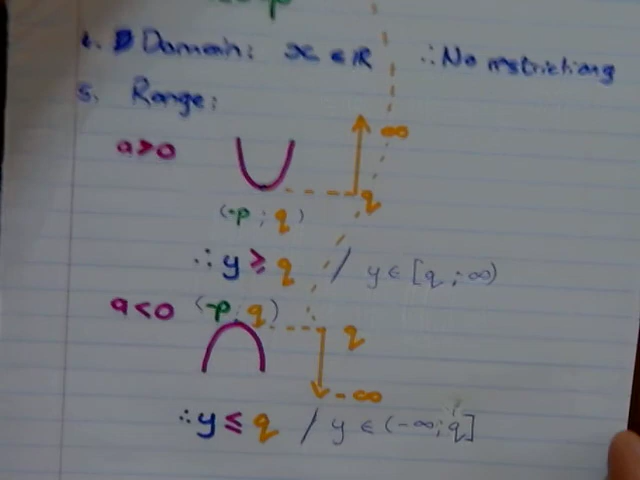 4. Domain: x ∈ ℝ ∴ No restrictions
5. Range:
a > 0
∞
q
(-p ; q)
∴ y ≥ q / y ∈ [q ; ∞)
a < 0 (-p ; q)
q
-∞
∴ y ≤ q / y ∈ (-∞ ; q]